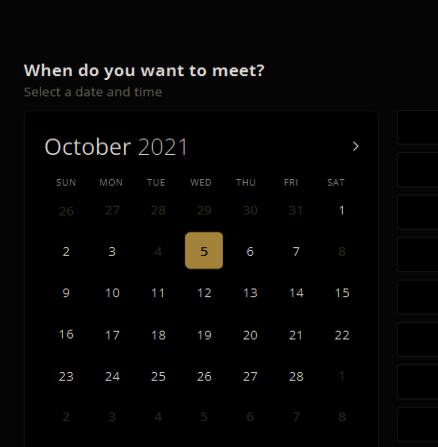 When do you want to meet?
Select a date and time
October 2021
SUN MON TUE WED THU FRI SAT
26 27 28 29 30 31 1
2 3 4 5 6 7 8
9 10 11 12 13 14 15
16 17 18 19 20 21 22
23 24 25 26 27 28 1
2 3 4 5 6 7 8